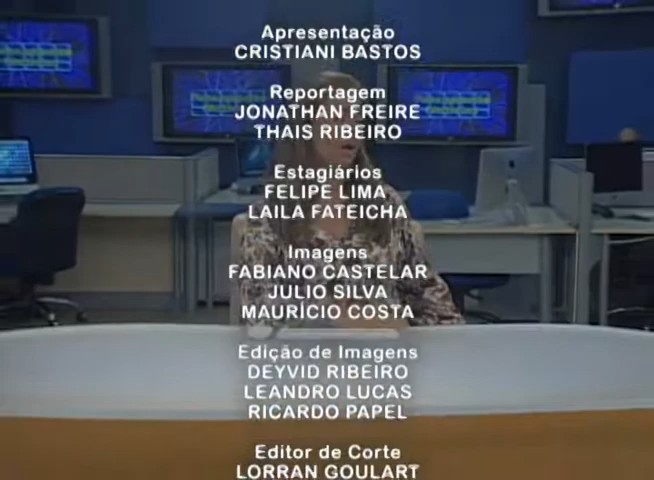 Apresentação
CRISTIANI BASTOS
Reportagem
JONATHAN FREIRE
THAIS RIBEIRO
Estagiários
FELIPE LIMA
LAILA FATEICHA
Imagens
FABIANO CASTELAR
JULIO SILVA
MAURÍCIO COSTA
Edição de Imagens
DEYVID RIBEIRO
LEANDRO LUCAS
RICARDO PAPEL
Editor de Corte
LORRAN GOULART